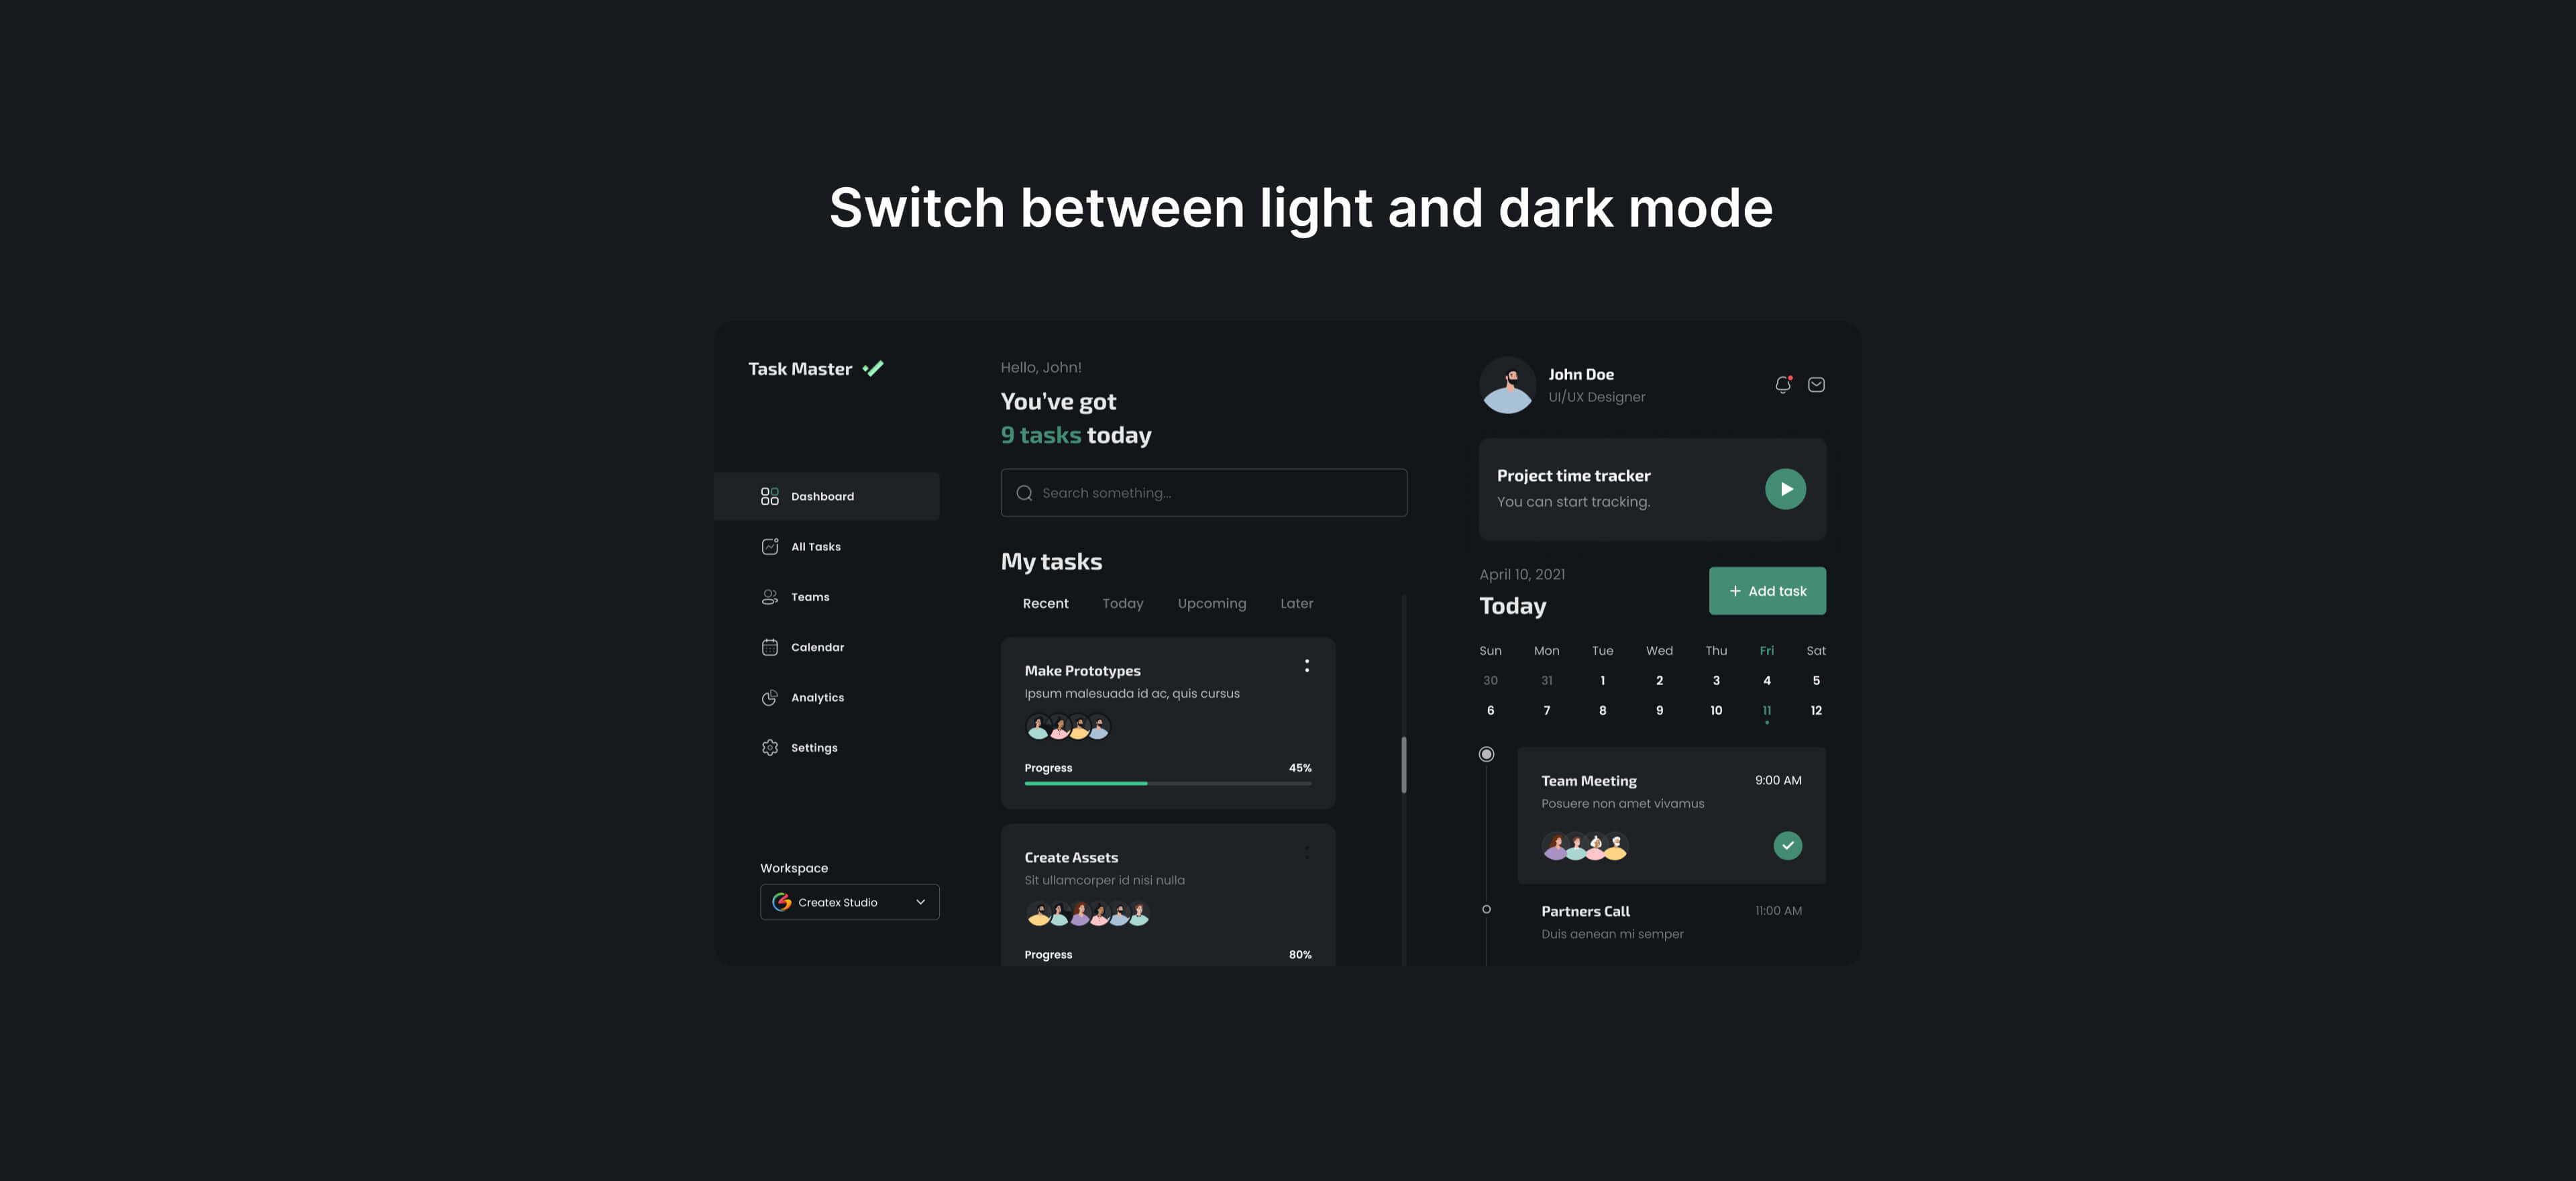 Switch between light and dark mode
Task Master
Dashboard
All Tasks
Teams
Calendar
Analytics
Settings
Workspace
Createx Studio
Hello, John!
You've got
9 tasks today
Search something...
My tasks
Recent Today Upcoming Later
Make Prototypes
Ipsum malesuada id ac, quis cursus
Progress 45%
Create Assets
Sit ullamcorper id nisi nulla
Progress 80%
John Doe
UI/UX Designer
Project time tracker
You can start tracking.
April 10, 2021
Today
+ Add task
Sun Mon Tue Wed Thu Fri Sat
30 31 1 2 3 4 5
6 7 8 9 10 11 12
Team Meeting 9:00 AM
Posuere non amet vivamus
Partners Call 11:00 AM
Duis aenean mi semper